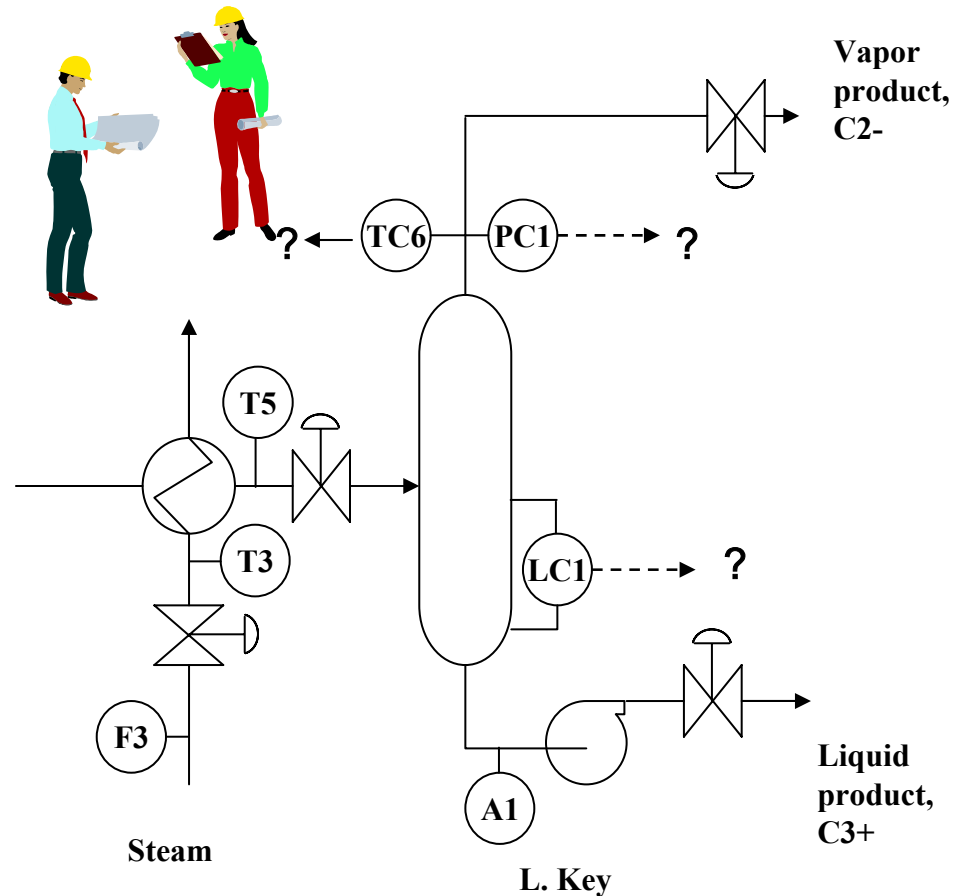 Vapor
product,
C2-
?
TC6
PC1
?
T5
T3
LC1
?
F3
A1
Liquid
product,
C3+
Steam
L. Key